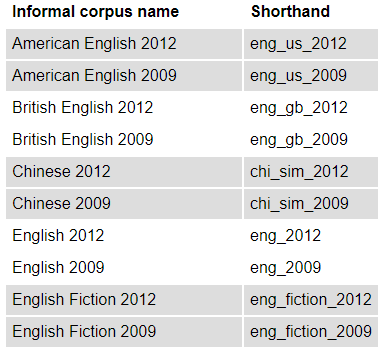 Informal corpus name Shorthand
American English 2012 eng_us_2012
American English 2009 eng_us_2009
British English 2012 eng_gb_2012
British English 2009 eng_gb_2009
Chinese 2012 chi_sim_2012
Chinese 2009 chi_sim_2009
English 2012 eng_2012
English 2009 eng_2009
English Fiction 2012 eng_fiction_2012
English Fiction 2009 eng_fiction_2009